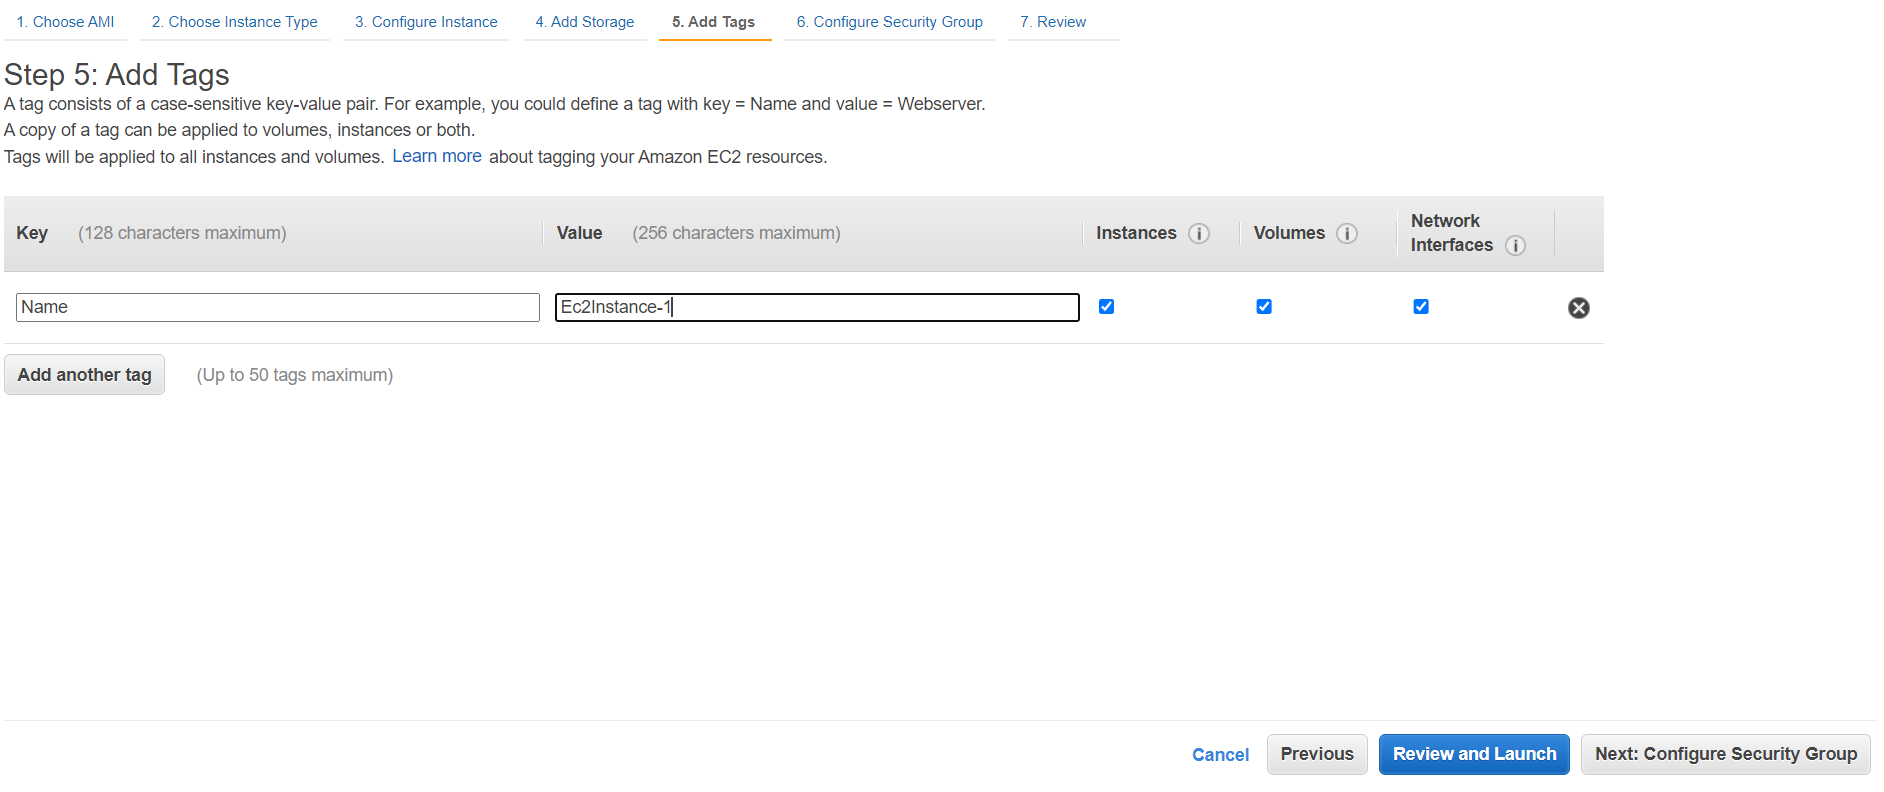 1. Choose AMI 2. Choose Instance Type 3. Configure Instance 4. Add Storage 5. Add Tags 6. Configure Security Group 7. Review
Step 5: Add Tags
A tag consists of a case-sensitive key-value pair. For example, you could define a tag with key = Name and value = Webserver.
A copy of a tag can be applied to volumes, instances or both.
Tags will be applied to all instances and volumes. Learn more about tagging your Amazon EC2 resources.
Key (128 characters maximum) Value (256 characters maximum) Instances i Volumes i Network
Interfaces i
Name Ec2Instance-1
Add another tag (Up to 50 tags maximum)
Cancel Previous Review and Launch Next: Configure Security Group